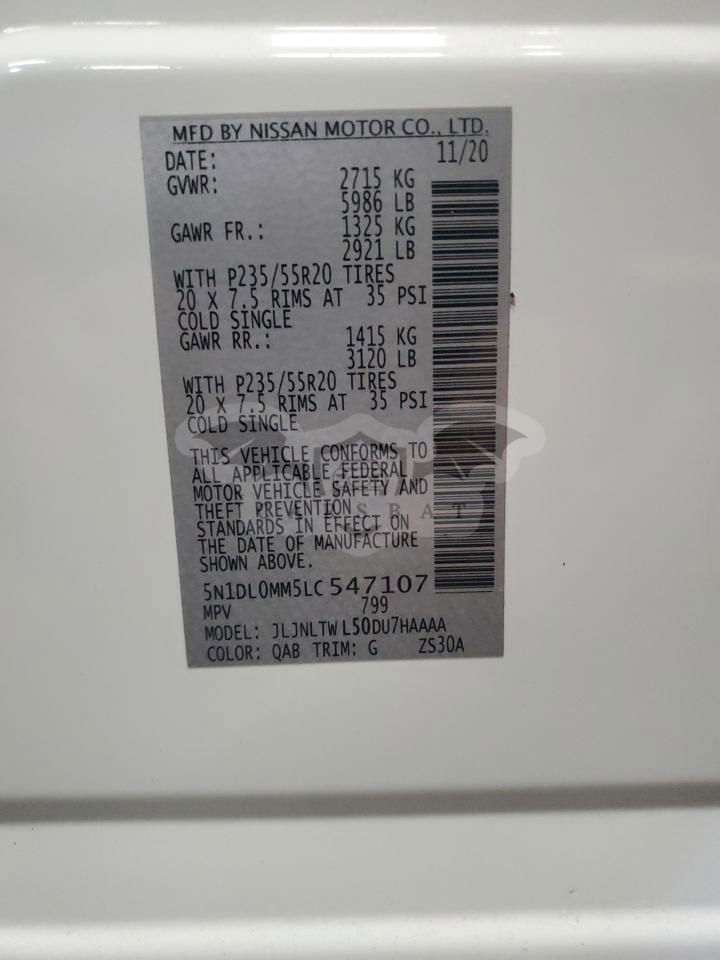 MFD BY NISSAN MOTOR CO., LTD.
DATE: 11/20
GVWR: 2715 KG
5986 LB
GAWR FR.: 1325 KG
2921 LB
WITH P235/55R20 TIRES
20 X 7.5 RIMS AT 35 PSI
COLD SINGLE
GAWR RR.: 1415 KG
3120 LB
WITH P235/55R20 TIRES
20 X 7.5 RIMS AT 35 PSI
COLD SINGLE
THIS VEHICLE CONFORMS TO
ALL APPLICABLE FEDERAL
MOTOR VEHICLE SAFETY AND
THEFT PREVENTION
STANDARDS IN EFFECT ON
THE DATE OF MANUFACTURE
SHOWN ABOVE.
5N1DL0MM5LC547107
MPV 799
MODEL: JLJNLTWL50DU7HAAAA
COLOR: QAB TRIM: G ZS30A